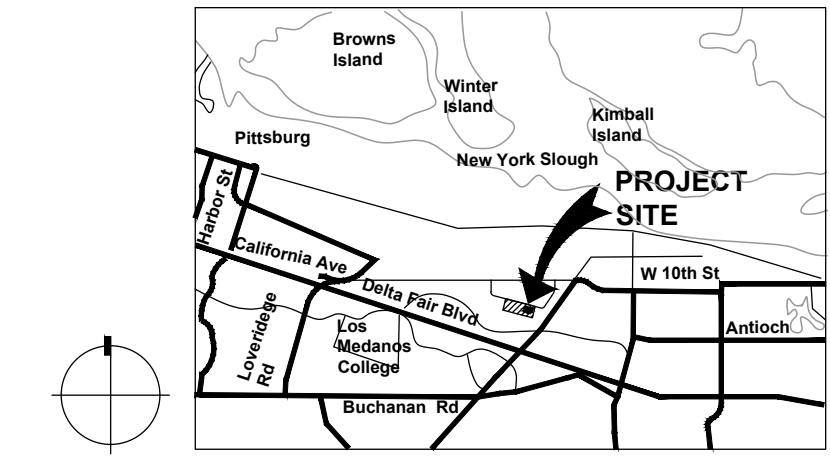 Browns
Island
Winter
Island
Kimball
Island
Pittsburg
New York Slough
PROJECT
SITE
Harbor St
California Ave
W 10th St
Delta Fair Blvd
Loveridege
Rd
Los
Medanos
College
Antioch
Buchanan Rd